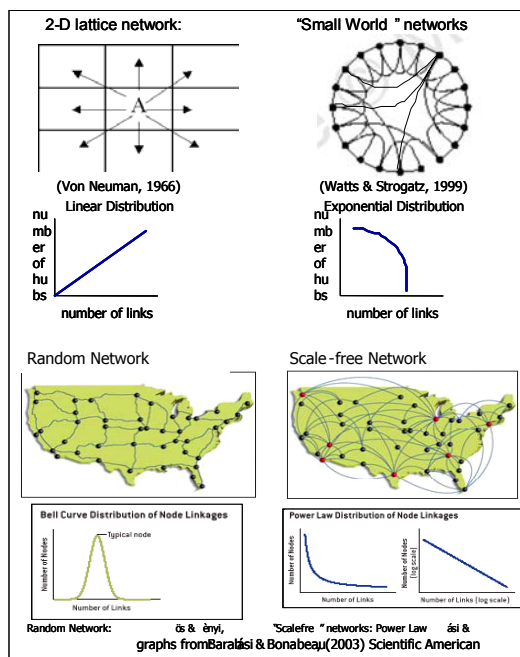 2-D lattice network:
"Small World " networks
A
(Von Neuman, 1966)
(Watts & Strogatz, 1999)
Linear Distribution
Exponential Distribution
nu
mb
er
of
hu
bs
number of links
nu
mb
er
of
hu
bs
number of links
Random Network
Scale-free Network
Bell Curve Distribution of Node Linkages
Typical node
Number of Nodes
Number of Links
Power Law Distribution of Node Linkages
Number of Nodes
Number of Links
Number of Nodes
(log scale)
Number of Links (log scale)
Random Network: ös & ènyi,
"Scalefre " networks: Power Law ási &
graphs from & Bonabeau, (2003) Scientific American